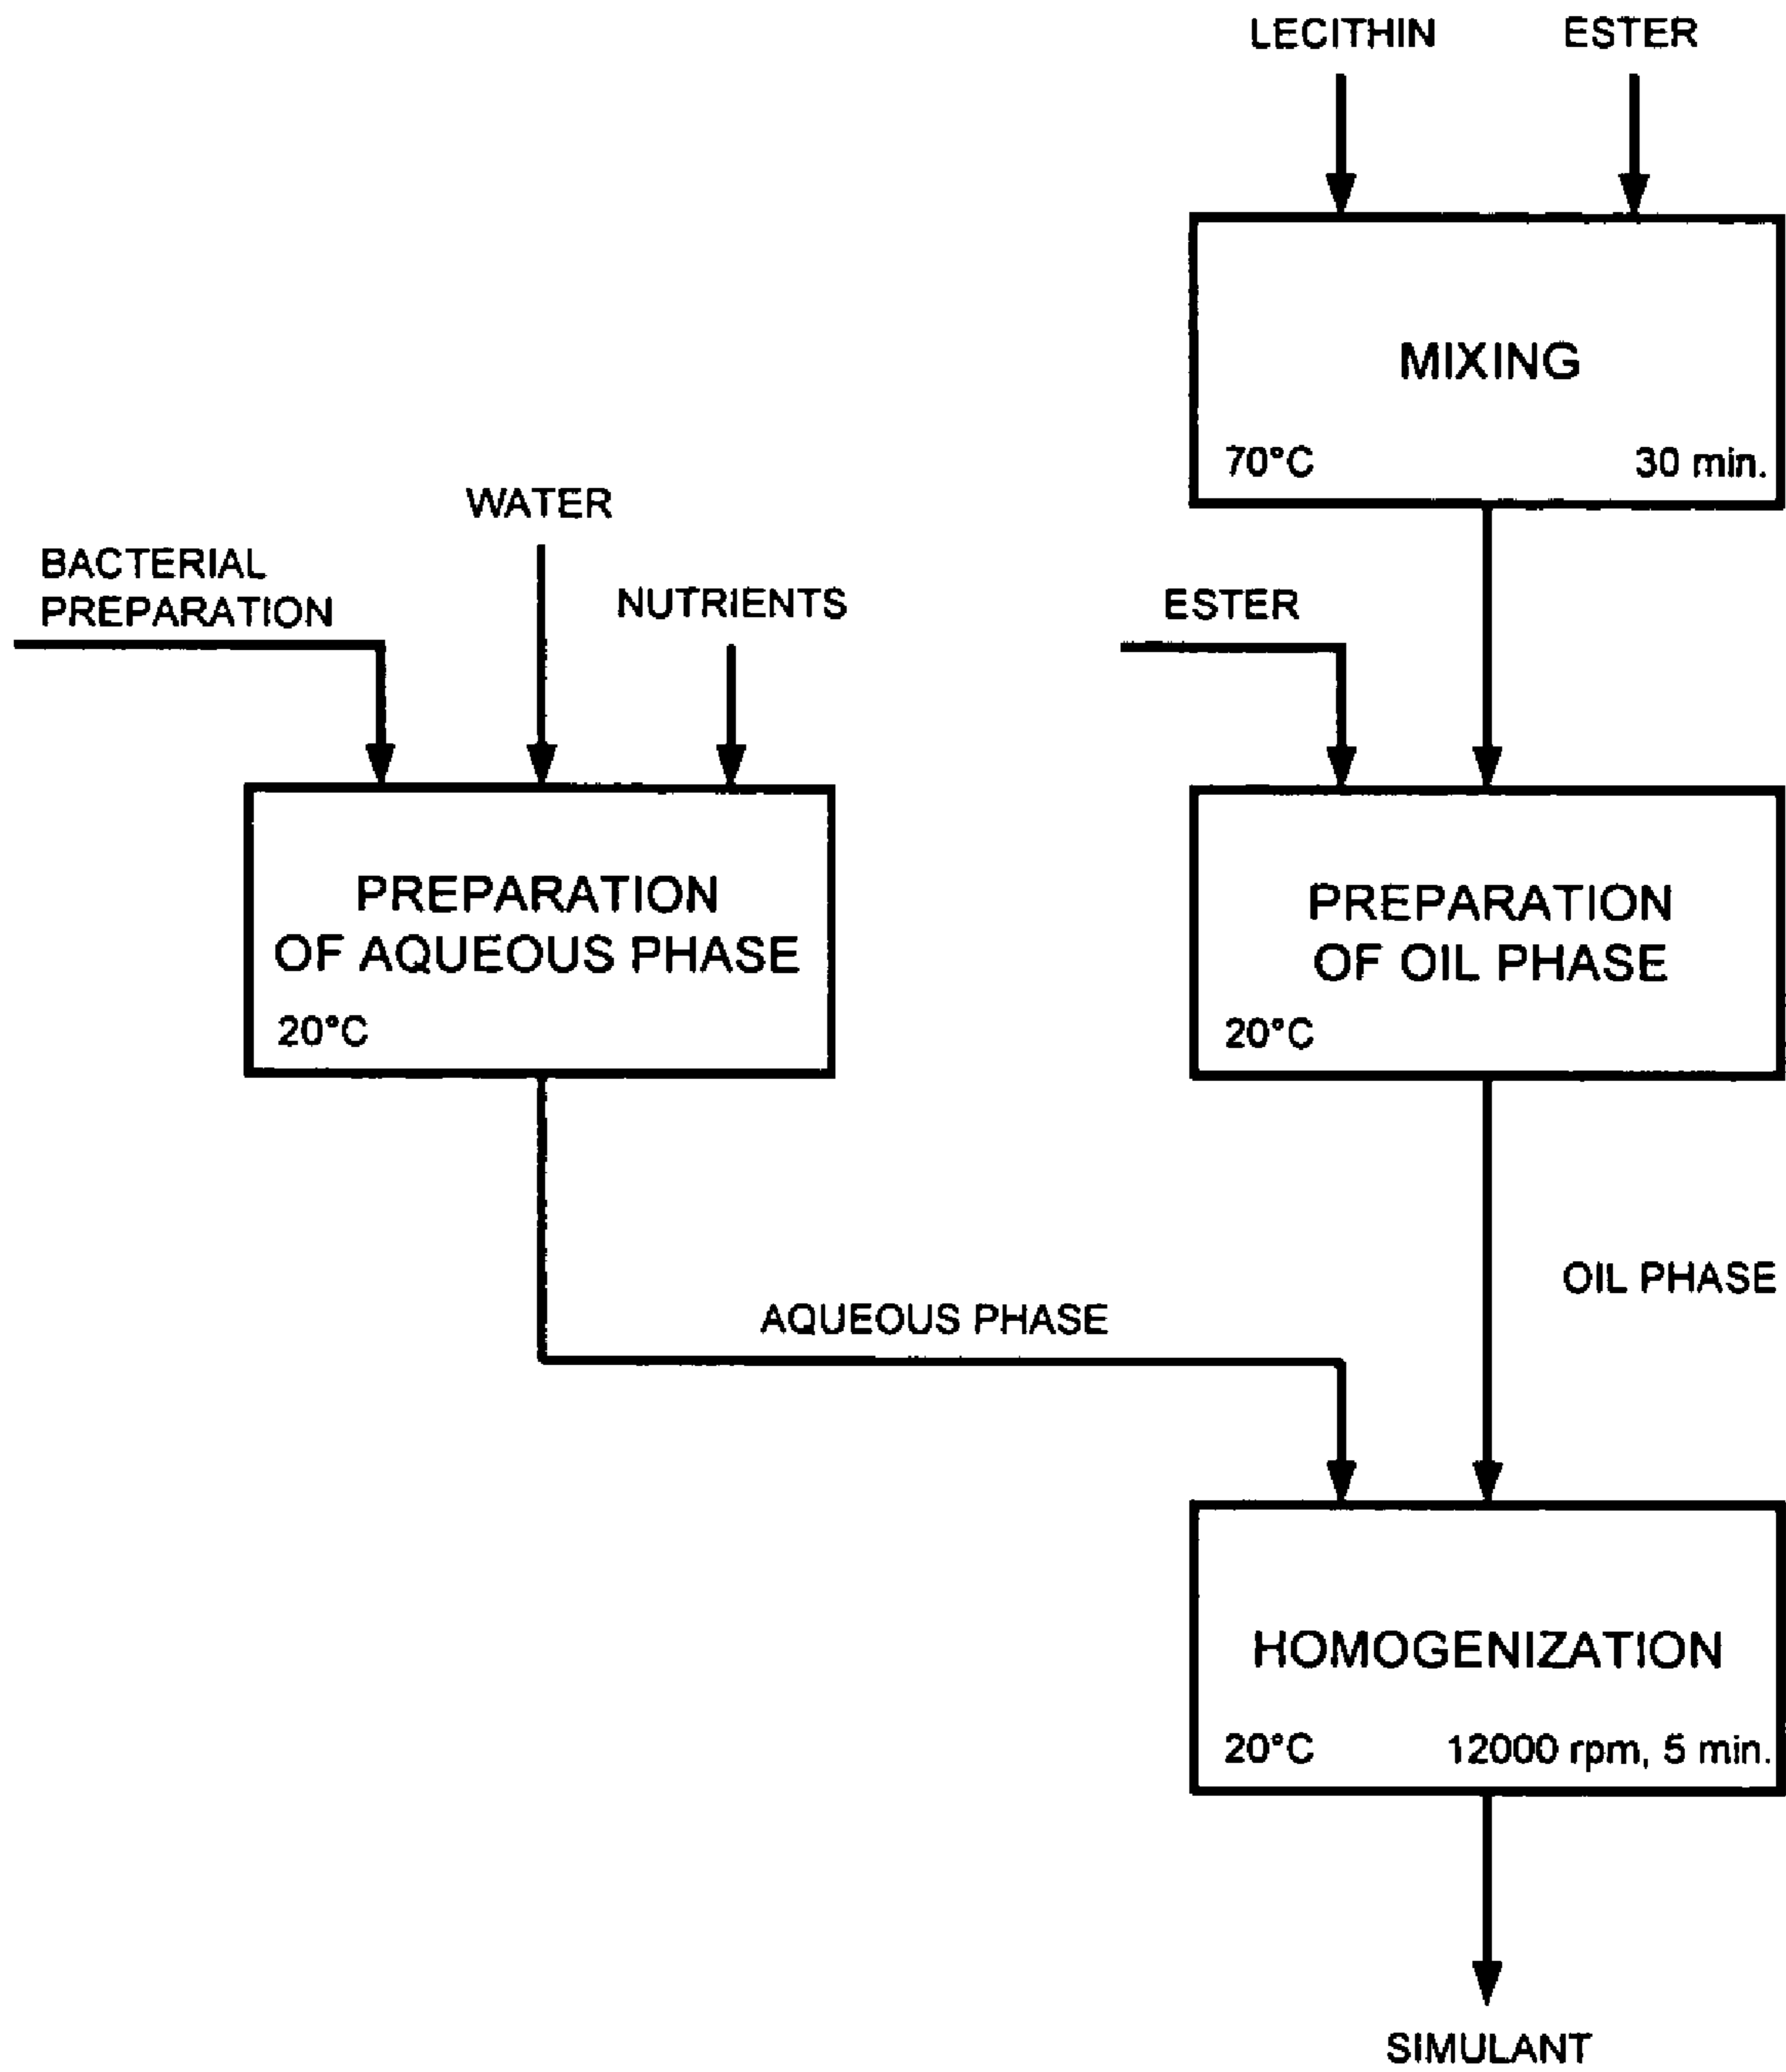 LECITHIN
ESTER
MIXING
70°C
30 min.
WATER
BACTERIAL
PREPARATION
NUTRIENTS
ESTER
PREPARATION
OF AQUEOUS PHASE
20°C
PREPARATION
OF OIL PHASE
20°C
OIL PHASE
AQUEOUS PHASE
HOMOGENIZATION
20°C
12000 rpm, 5 min.
SIMULANT